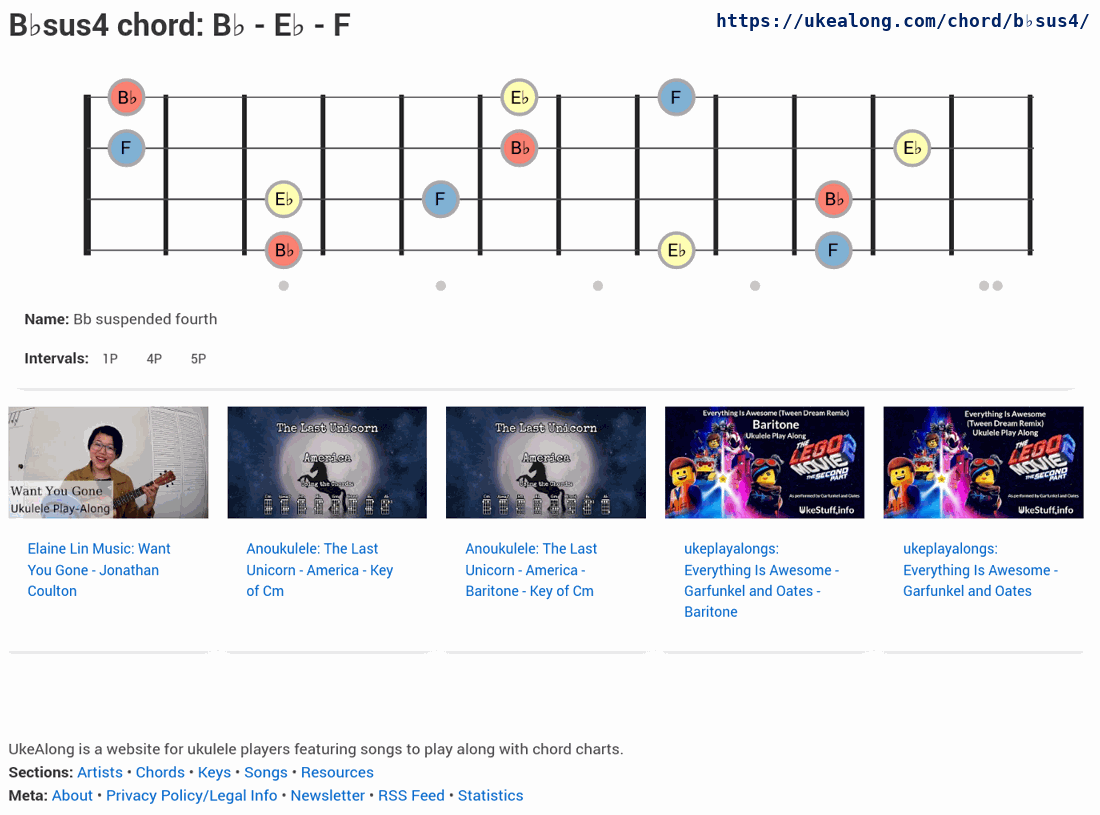 B♭sus4 chord: B♭ - E♭ - F
https://ukealong.com/chord/b♭sus4/
B♭ E♭ F
F B♭ E♭
E♭ F B♭
B♭ E♭ F
Name: Bb suspended fourth
Intervals: 1P 4P 5P
Want You Gone
Ukulele Play-Along
The Last Unicorn
America
The Last Unicorn
America
Everything Is Awesome (Tween Dream Remix)
Baritone
Ukulele Play Along
THE LEGO MOVIE 2
THE SECOND PART
As performed by Garfunkel and Oates
UkeStuff.info
Everything Is Awesome
(Tween Dream Remix)
Ukulele Play Along
THE LEGO MOVIE 2
THE SECOND PART
As performed by Garfunkel and Oates
UkeStuff.info
Elaine Lin Music: Want
You Gone - Jonathan
Coulton
Anoukulele: The Last
Unicorn - America - Key
of Cm
Anoukulele: The Last
Unicorn - America -
Baritone - Key of Cm
ukeplayalongs:
Everything Is Awesome -
Garfunkel and Oates -
Baritone
ukeplayalongs:
Everything Is Awesome -
Garfunkel and Oates
UkeAlong is a website for ukulele players featuring songs to play along with chord charts.
Sections: Artists • Chords • Keys • Songs • Resources
Meta: About • Privacy Policy/Legal Info • Newsletter • RSS Feed • Statistics